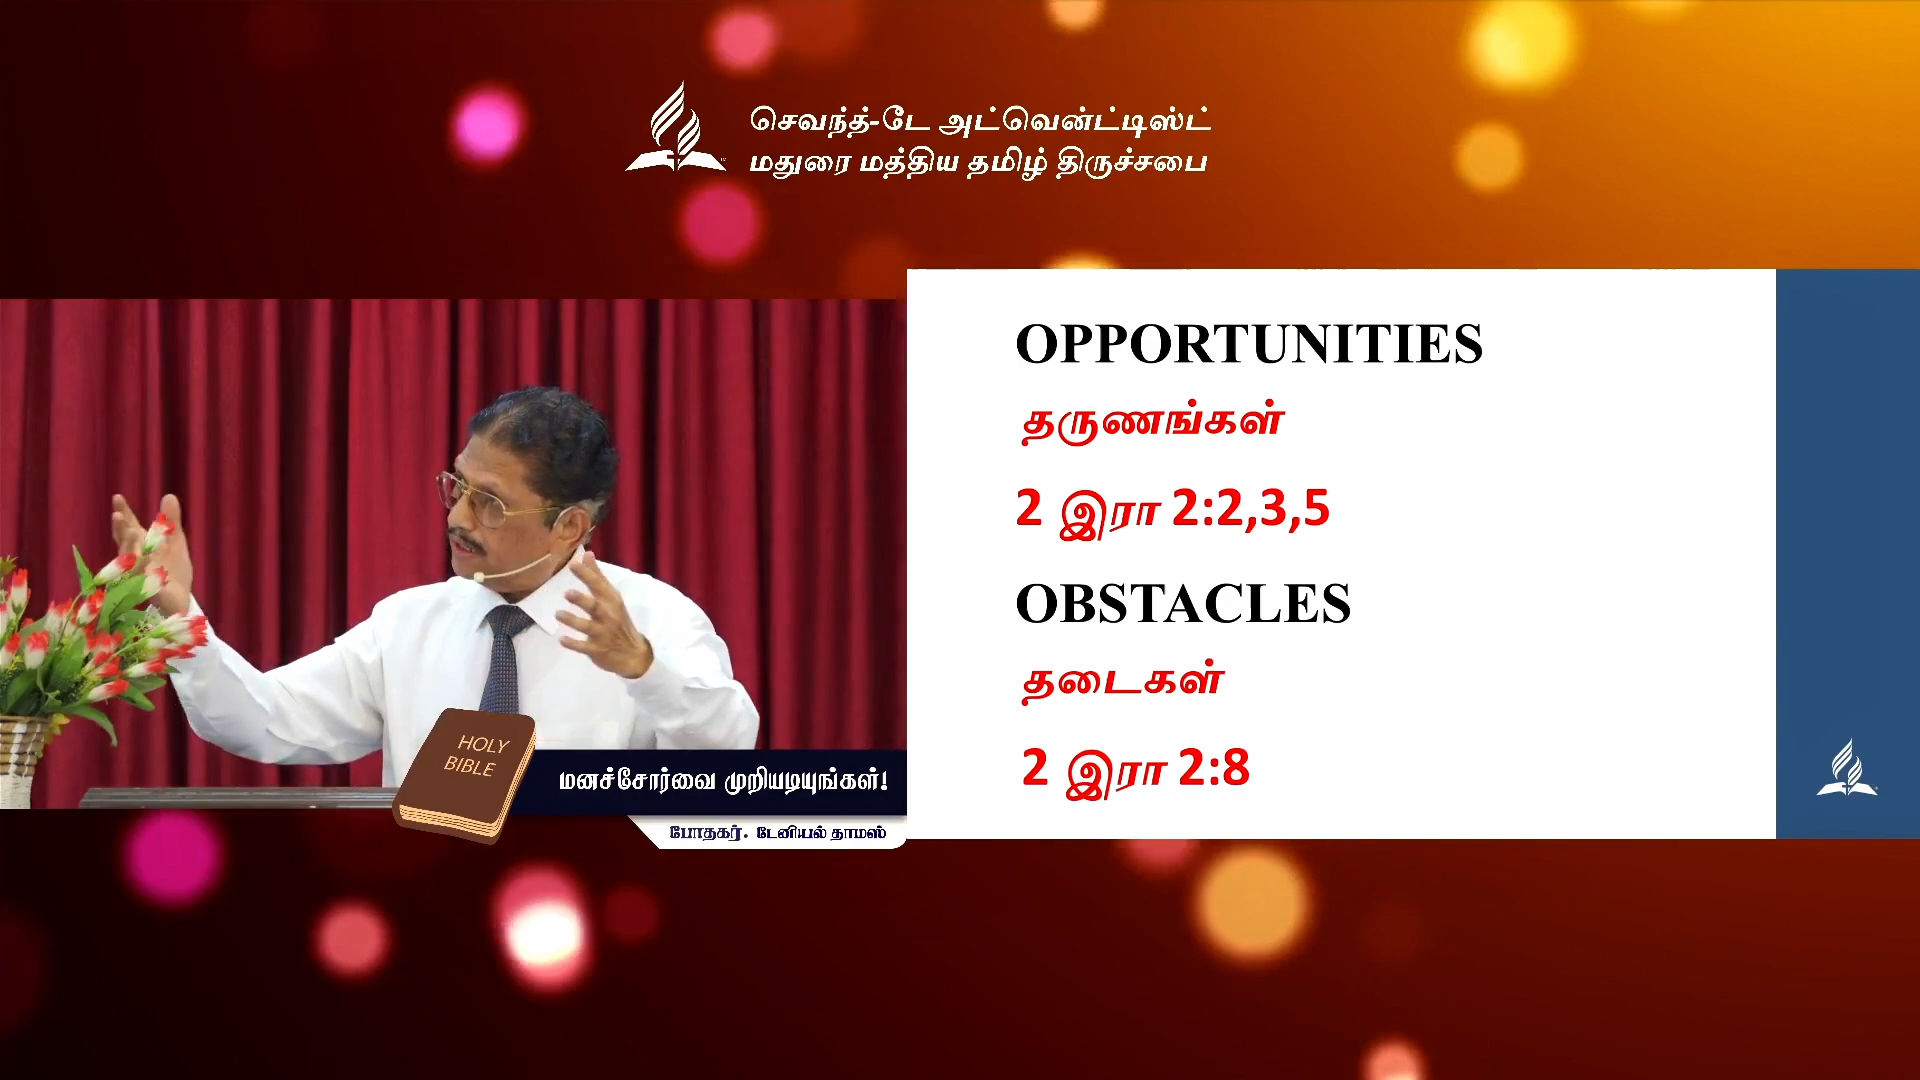 செவந்த்-டே அட்வென்ட்டிஸ்ட்
மதுரை மத்திய தமிழ் திருச்சபை
OPPORTUNITIES
தருணங்கள்
2 இரா 2:2,3,5
OBSTACLES
தடைகள்
2 இரா 2:8
HOLY
BIBLE
மனச்சோர்வை முறியடியுங்கள்!
போதகர். டேனியல் தாமஸ்